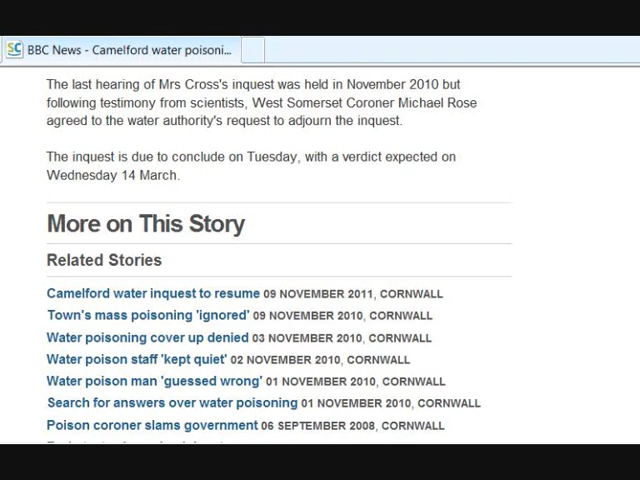 BBC News - Camelford water poisoni...
The last hearing of Mrs Cross's inquest was held in November 2010 but
following testimony from scientists, West Somerset Coroner Michael Rose
agreed to the water authority's request to adjourn the inquest.
The inquest is due to conclude on Tuesday, with a verdict expected on
Wednesday 14 March.
More on This Story
Related Stories
Camelford water inquest to resume 09 NOVEMBER 2011, CORNWALL
Town's mass poisoning 'ignored' 09 NOVEMBER 2010, CORNWALL
Water poisoning cover up denied 03 NOVEMBER 2010, CORNWALL
Water poison staff 'kept quiet' 02 NOVEMBER 2010, CORNWALL
Water poison man 'guessed wrong' 01 NOVEMBER 2010, CORNWALL
Search for answers over water poisoning 01 NOVEMBER 2010, CORNWALL
Poison coroner slams government 06 SEPTEMBER 2008, CORNWALL